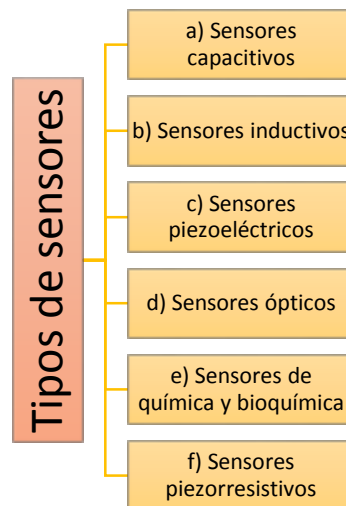 Tipos de sensores
a) Sensores
capacitivos
b) Sensores inductivos
c) Sensores
piezoeléctricos
d) Sensores ópticos
e) Sensores de
química y bioquímica
f) Sensores
piezorresistivos